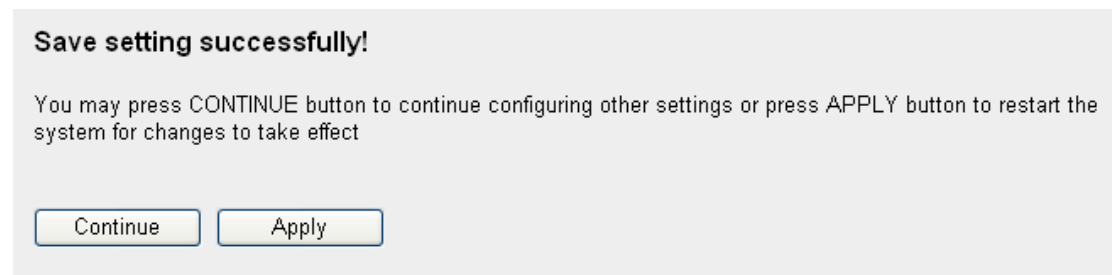 Save setting successfully!
You may press CONTINUE button to continue configuring other settings or press APPLY button to restart the
system for changes to take effect
Continue Apply